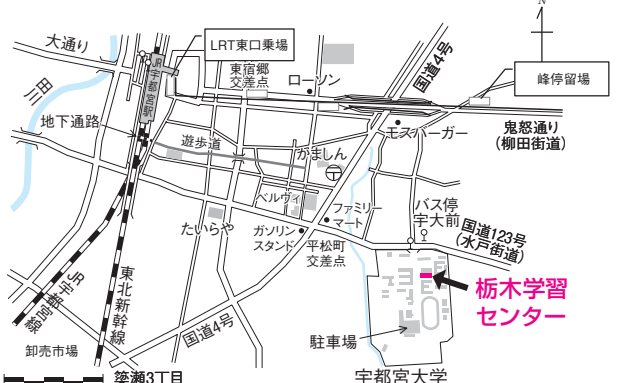 N
大通り
LRT東口乗場
国道4号
田川
JR宇都宮駅
東宿郷
交差点
ローソン
峰停留場
地下通路
遊歩道
かましん
モスバーガー
鬼怒通り
(柳田街道)
ベルヴィ
ファミリー
マート
バス停
宇大前
国道123号
(水戸街道)
たいらや
ガソリン
スタンド
平松町
交差点
栃木学習
センター
JR宇都宮線
東北新幹線
国道4号
駐車場
卸売市場
簗瀬3丁目
宇都宮大学